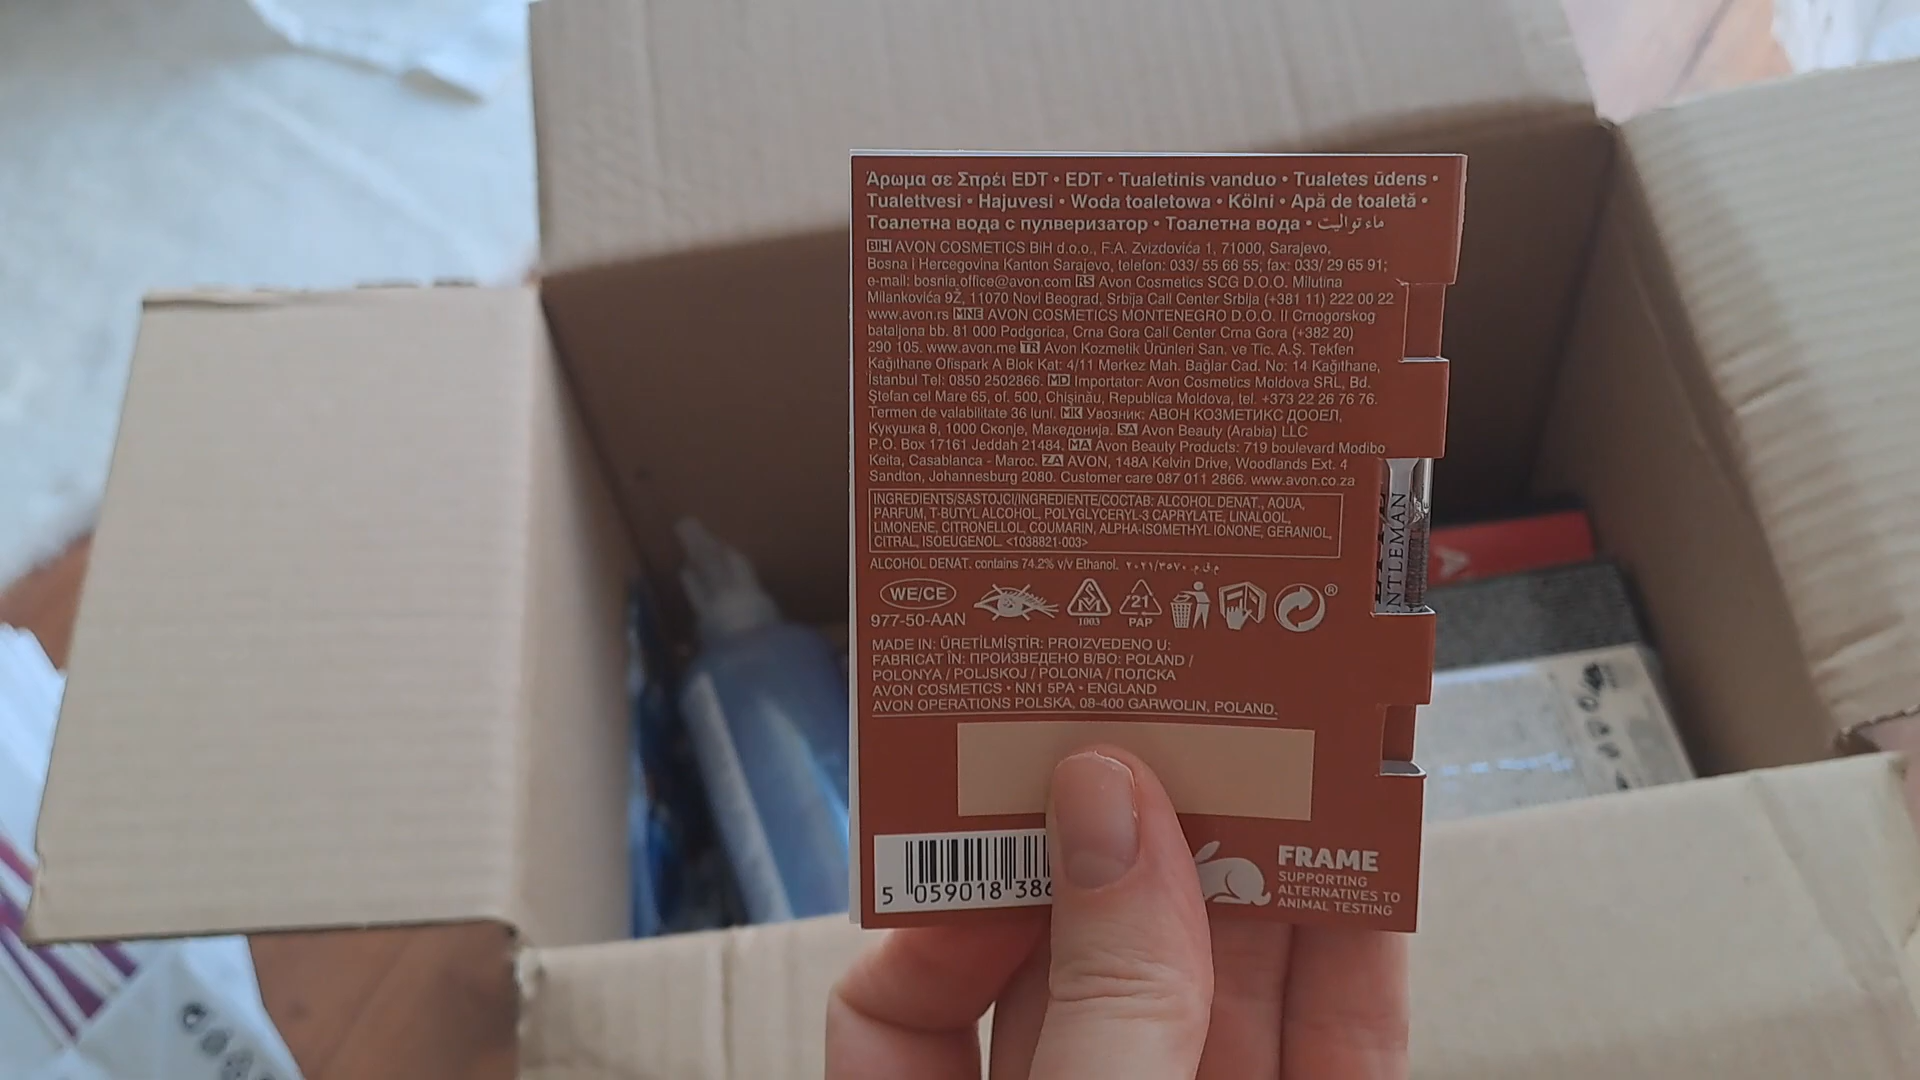 Άρωμα σε Σπρέι EDT • EDT • Tualetinis vanduo • Tualetes ūdens •
Tualettvesi • Hajuvesi • Woda toaletowa • Kölni • Apă de toaletă •
Тоалетна вода с пулверизатор • Тоалетна вода • ماء تواليت
BIH AVON COSMETICS BiH d.o.o., F.A. Zvizdovića 1, 71000, Sarajevo,
Bosna i Hercegovina Kanton Sarajevo, telefon: 033/ 55 66 55; fax: 033/ 29 65 91;
e-mail: bosnia.office@avon.com RS Avon Cosmetics SCG D.O.O. Milutina
Milankovića 9Ž, 11070 Novi Beograd, Srbija Call Center Srbija (+381 11) 222 00 22
www.avon.rs MNE AVON COSMETICS MONTENEGRO D.O.O. II Crnogorskog
bataljona bb. 81 000 Podgorica, Crna Gora Call Center Crna Gora (+382 20)
290 105. www.avon.me TR Avon Kozmetik Ürünleri San. ve Tic. A.Ş. Tekfen
Kağıthane Ofispark A Blok Kat: 4/11 Merkez Mah. Bağlar Cad. No: 14 Kağıthane,
İstanbul Tel: 0850 2502866. MD Importator: Avon Cosmetics Moldova SRL, Bd.
Ştefan cel Mare 65, of. 500, Chişinău, Republica Moldova, tel. +373 22 26 76 76.
Termen de valabilitate 36 luni. MK Увозник: АВОН КОЗМЕТИКС ДООЕЛ,
Кукушка 8, 1000 Скопје, Македонија. SA Avon Beauty (Arabia) LLC
P.O. Box 17161 Jeddah 21484. MA Avon Beauty Products: 719 boulevard Modibo
Keita, Casablanca - Maroc. ZA AVON, 148A Kelvin Drive, Woodlands Ext. 4
Sandton, Johannesburg 2080. Customer care 087 011 2866. www.avon.co.za
INGREDIENTS/SASTOJCI/INGREDIENTE/СОСТАВ: ALCOHOL DENAT., AQUA,
PARFUM, T-BUTYL ALCOHOL, POLYGLYCERYL-3 CAPRYLATE, LINALOOL,
LIMONENE, CITRONELLOL, COUMARIN, ALPHA-ISOMETHYL IONONE, GERANIOL,
CITRAL, ISOEUGENOL. <1038821-003>
ALCOHOL DENAT. contains 74.2% v/v Ethanol. م.ق.م. ٢٠٢١/٣٥٧٠
WE/CE
977-50-AAN
1003
21
PAP
®
MADE IN: ÜRETİLMİŞTİR: PROIZVEDENO U:
FABRICAT ÎN: ПРОИЗВЕДЕНО В/ВО: POLAND /
POLONYA / POLJSKOJ / POLONIA / ПОЛСКА
AVON COSMETICS • NN1 5PA • ENGLAND
AVON OPERATIONS POLSKA, 08-400 GARWOLIN, POLAND.
5 059018 386
FRAME
SUPPORTING
ALTERNATIVES TO
ANIMAL TESTING
NTLEMAN
A